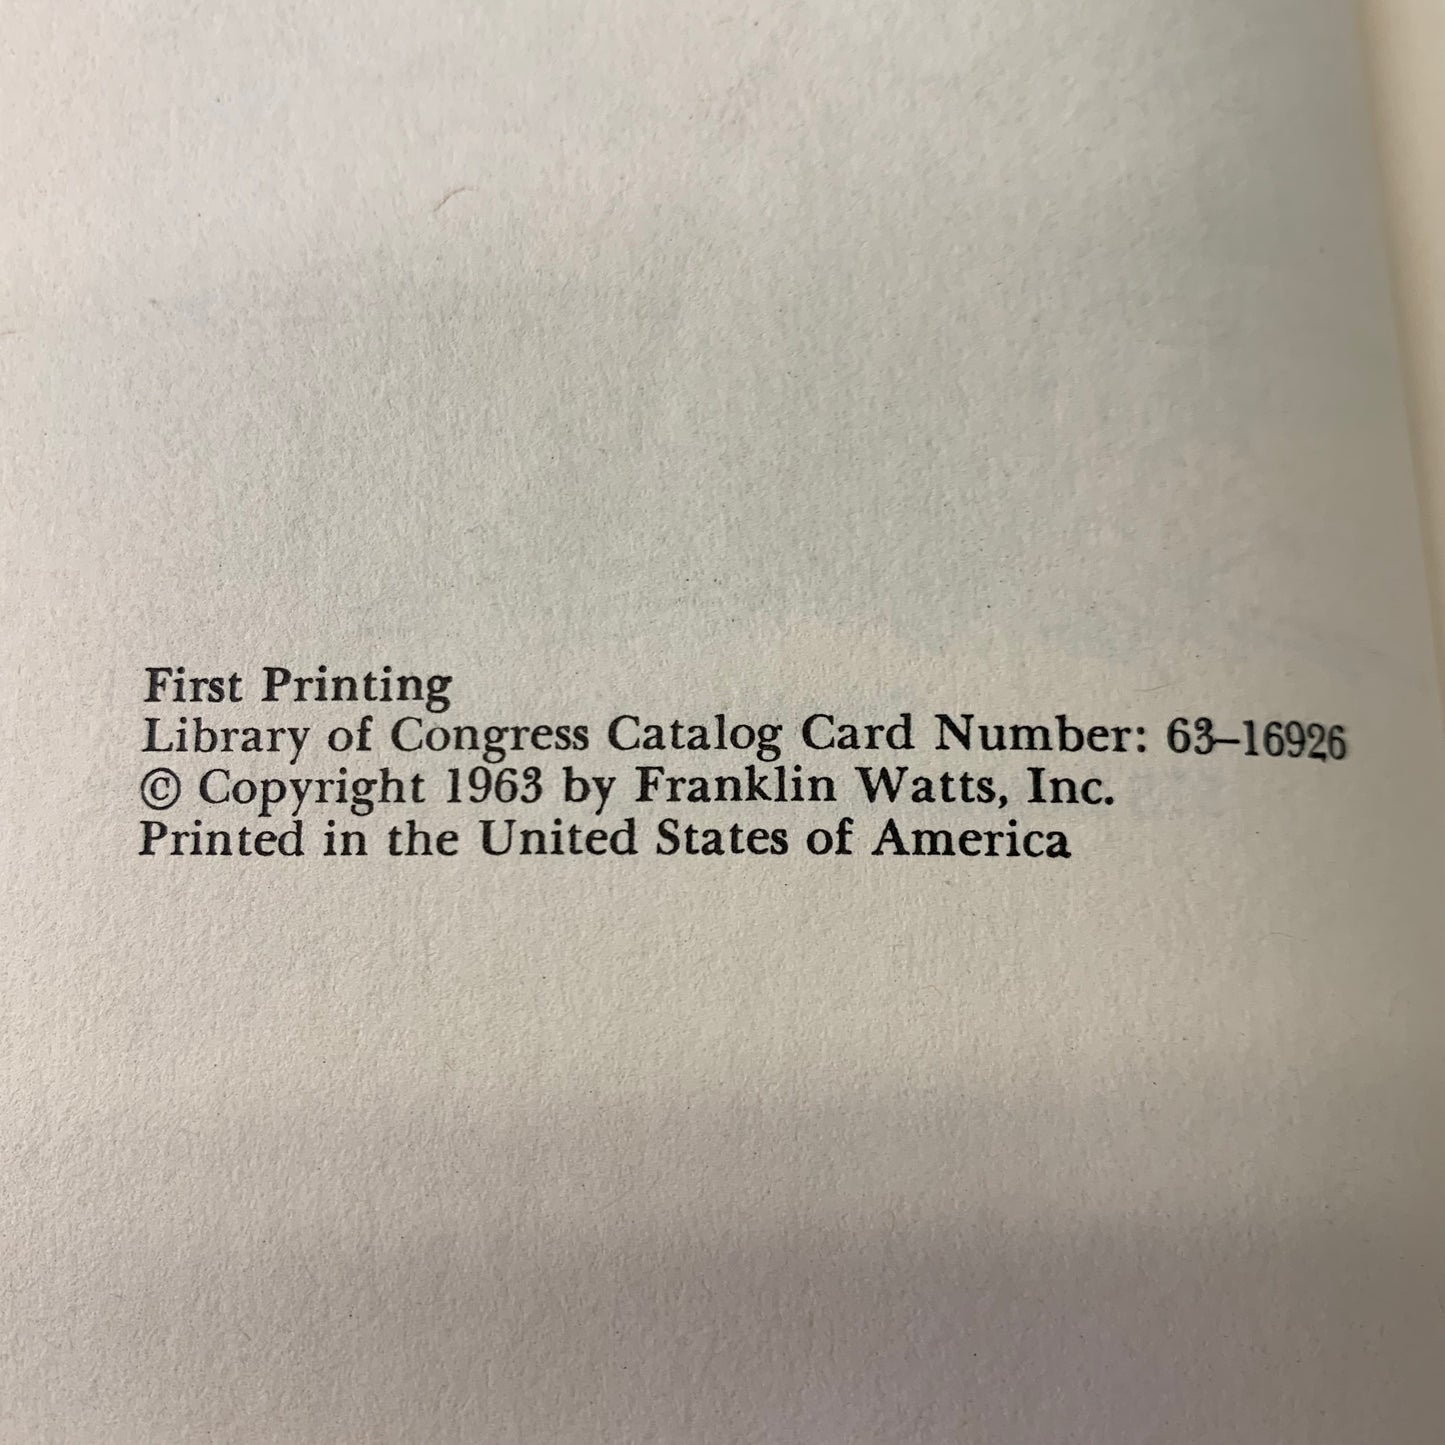 First Printing
Library of Congress Catalog Card Number: 63–16926
© Copyright 1963 by Franklin Watts, Inc.
Printed in the United States of America